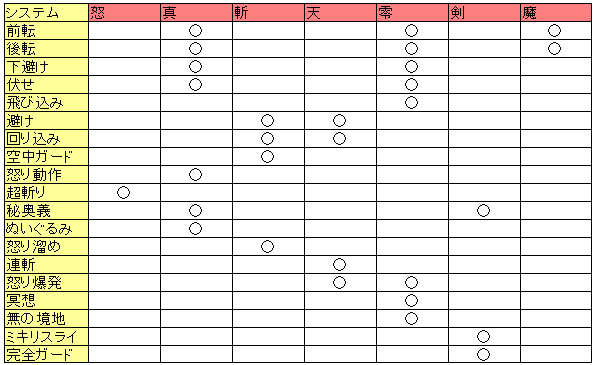 システム 怒 真 斬 天 零 剣 魔
前転 ○ ○ ○
後転 ○ ○ ○
下避け ○ ○
伏せ ○ ○
飛び込み ○
避け ○ ○
回り込み ○ ○
空中ガード ○
怒り動作 ○
超斬り ○
秘奥義 ○ ○
ぬいぐるみ ○
怒り溜め ○
連斬 ○
怒り爆発 ○ ○
冥想 ○
無の境地 ○
ミキリスライ ○
完全ガード ○